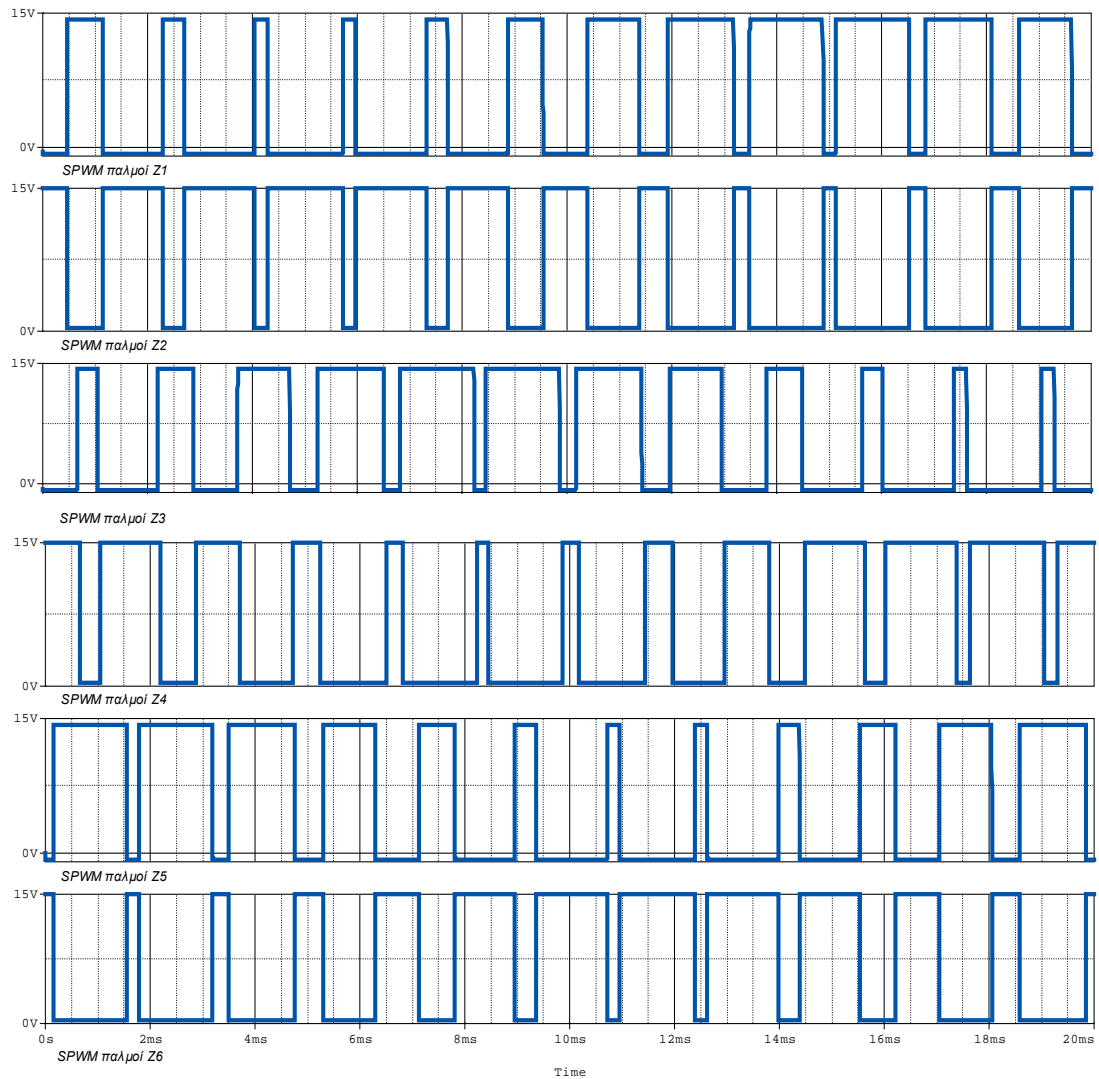 15V
0V
SPWM παλμοί Z1
15V
0V
SPWM παλμοί Z2
15V
0V
SPWM παλμοί Z3
15V
0V
SPWM παλμοί Z4
15V
0V
SPWM παλμοί Z5
15V
0V
0s 2ms 4ms 6ms 8ms 10ms 12ms 14ms 16ms 18ms 20ms
SPWM παλμοί Z6
Time